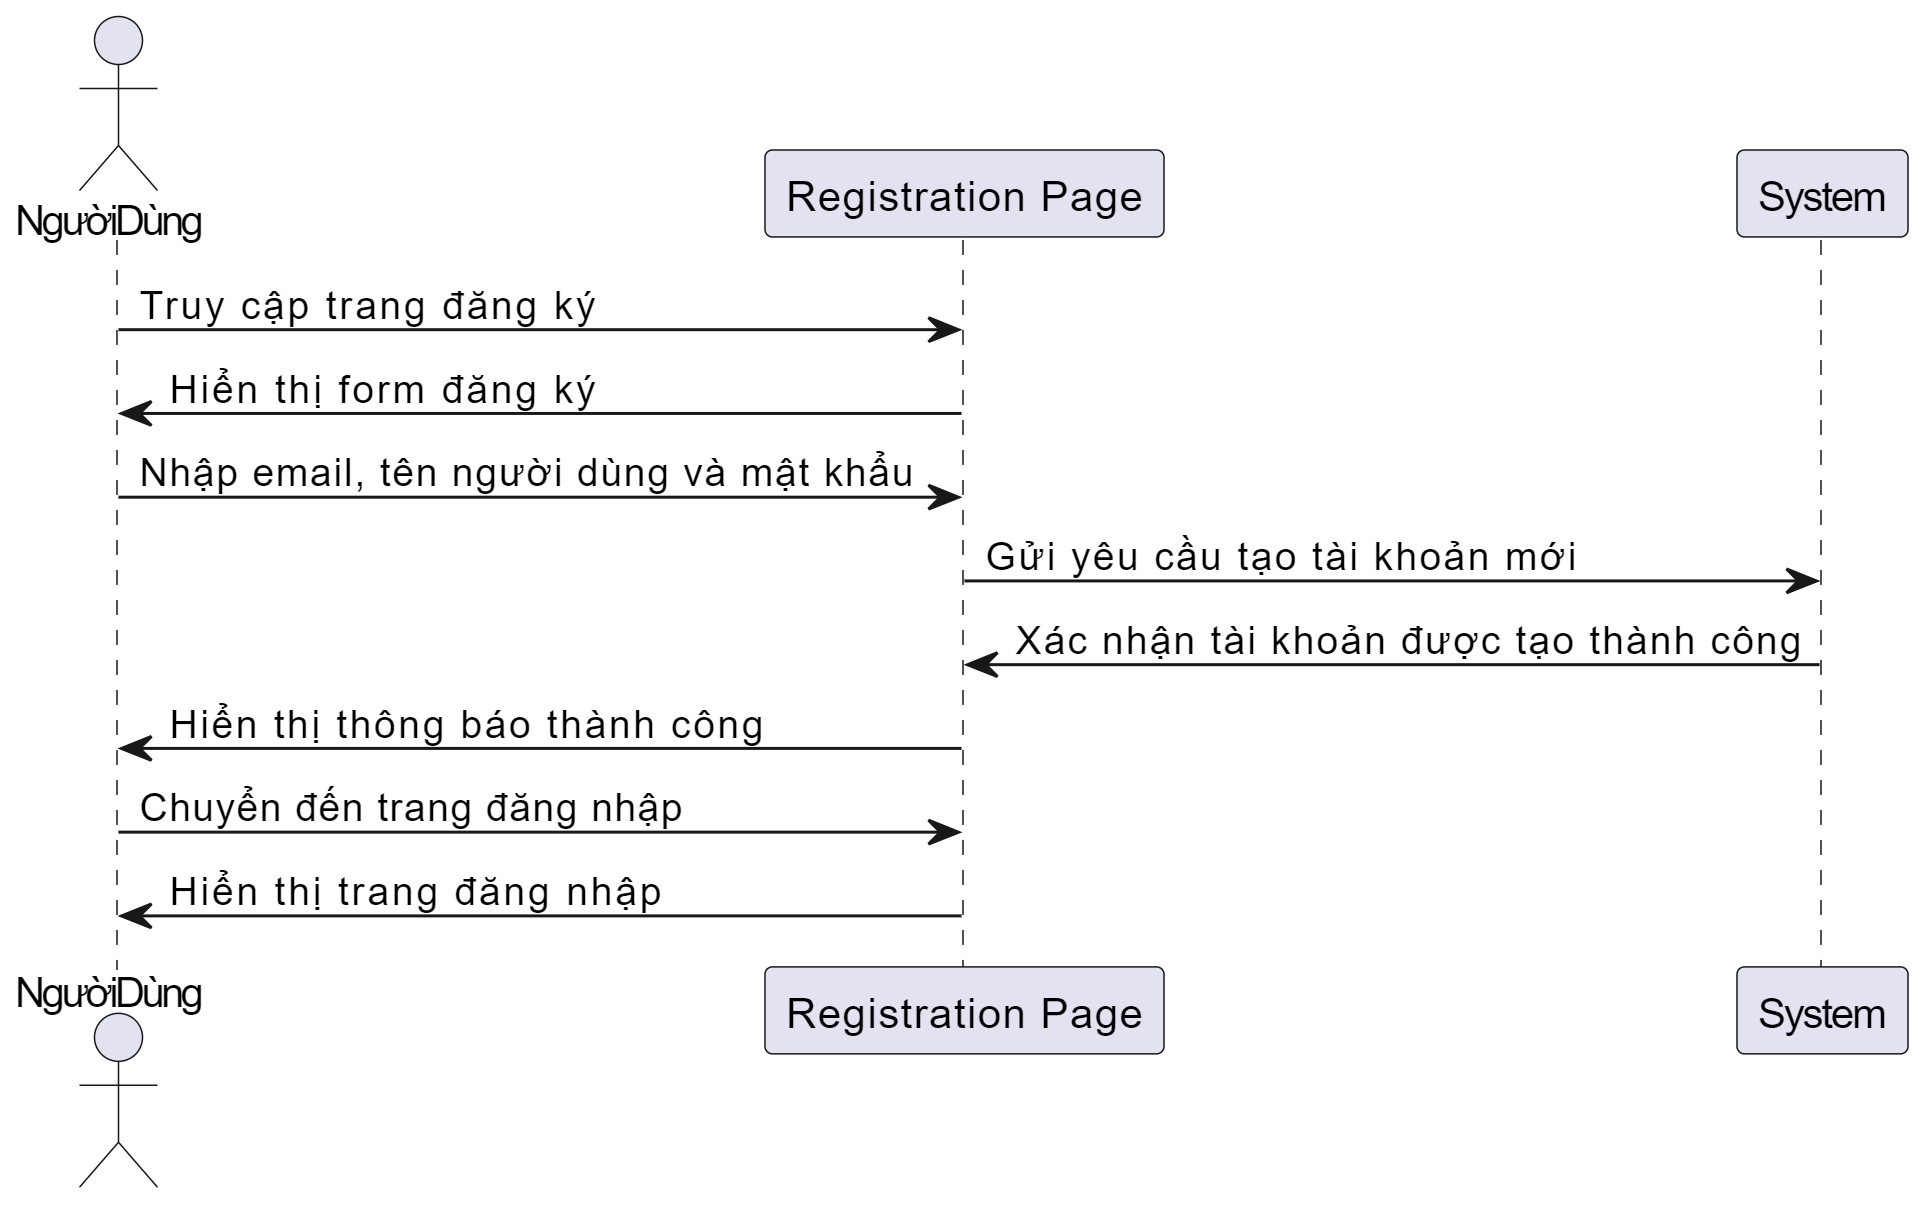 NgườiDùng
Registration Page
System
Truy cập trang đăng ký
Hiển thị form đăng ký
Nhập email, tên người dùng và mật khẩu
Gửi yêu cầu tạo tài khoản mới
Xác nhận tài khoản được tạo thành công
Hiển thị thông báo thành công
Chuyển đến trang đăng nhập
Hiển thị trang đăng nhập
NgườiDùng
Registration Page
System